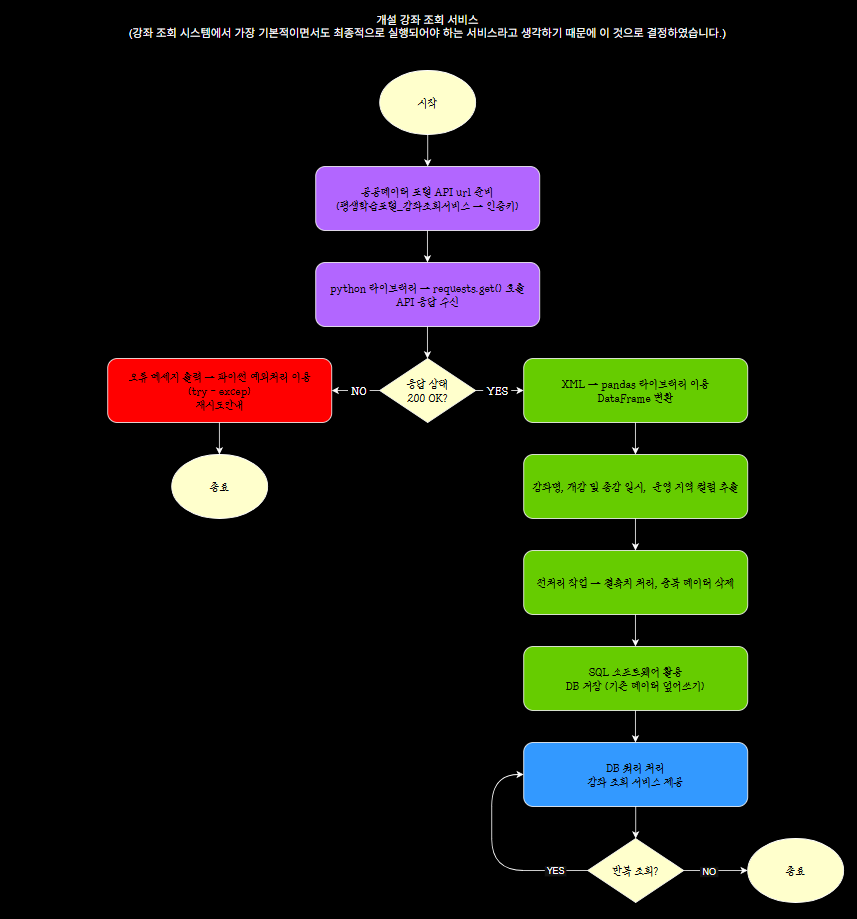 개설 강좌 조회 서비스
(강좌 조회 시스템에서 가장 기본적이면서도 최종적으로 실행되어야 하는 서비스라고 생각하기 때문에 이 것으로 결정하였습니다.)
시작
공공데이터 포털 API url 준비
(평생학습포털_강좌조회서비스 → 인증키)
python 라이브러리 → requests.get() 호출
API 응답 수신
오류 메세지 출력 → 파이썬 예외처리 이용
(try - excep)
재시도안내
NO
응답 상태
200 OK?
YES
XML → pandas 라이브러리 이용
DataFrame 변환
종료
강좌명, 개강 및 종강 일시, 운영 지역 컬럼 추출
전처리 작업 → 결측치 처리, 중복 데이터 삭제
SQL 소프트웨어 활용
DB 저장 (기존 데이터 덮어쓰기)
DB 쿼리 처리
강좌 조회 서비스 제공
YES
반복 조회?
NO
종료